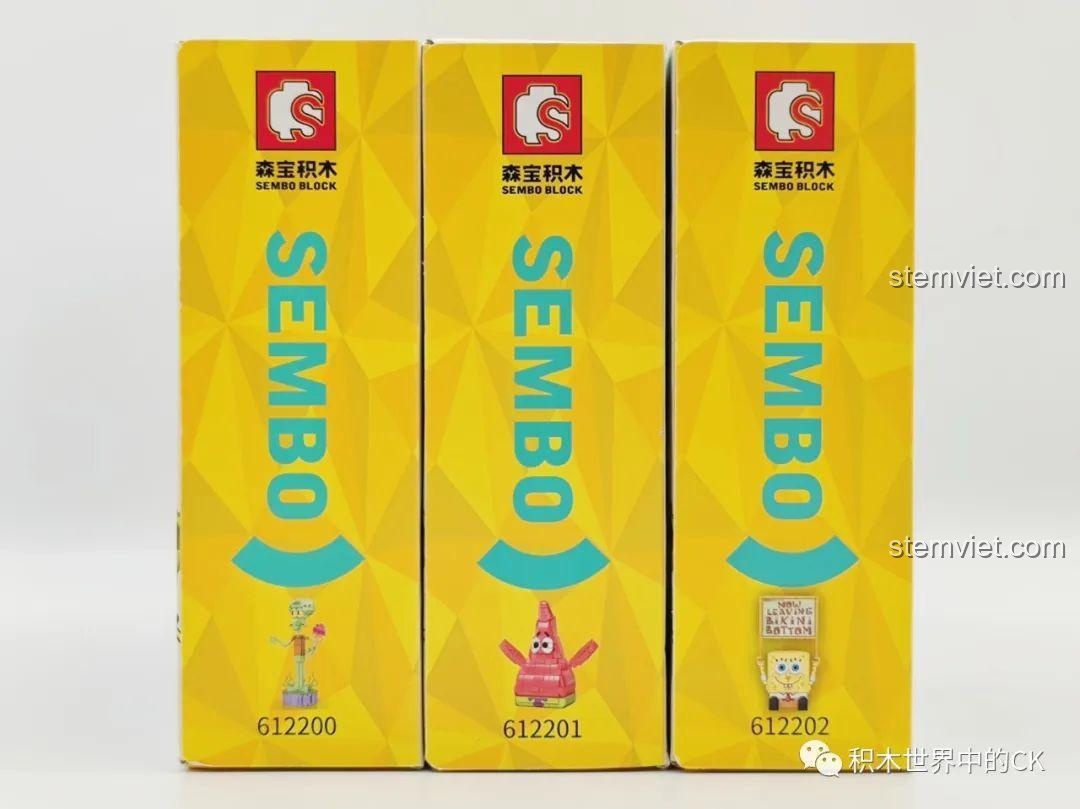 森宝积木
SEMBO BLOCK
SEMBO
612200
森宝积木
SEMBO BLOCK
SEMBO
612201
森宝积木
SEMBO BLOCK
SEMBO
NOW
LEAVING
BIKINI
BOTTOM
612202
stemviet.com
stemviet.com
积木世界中的CK